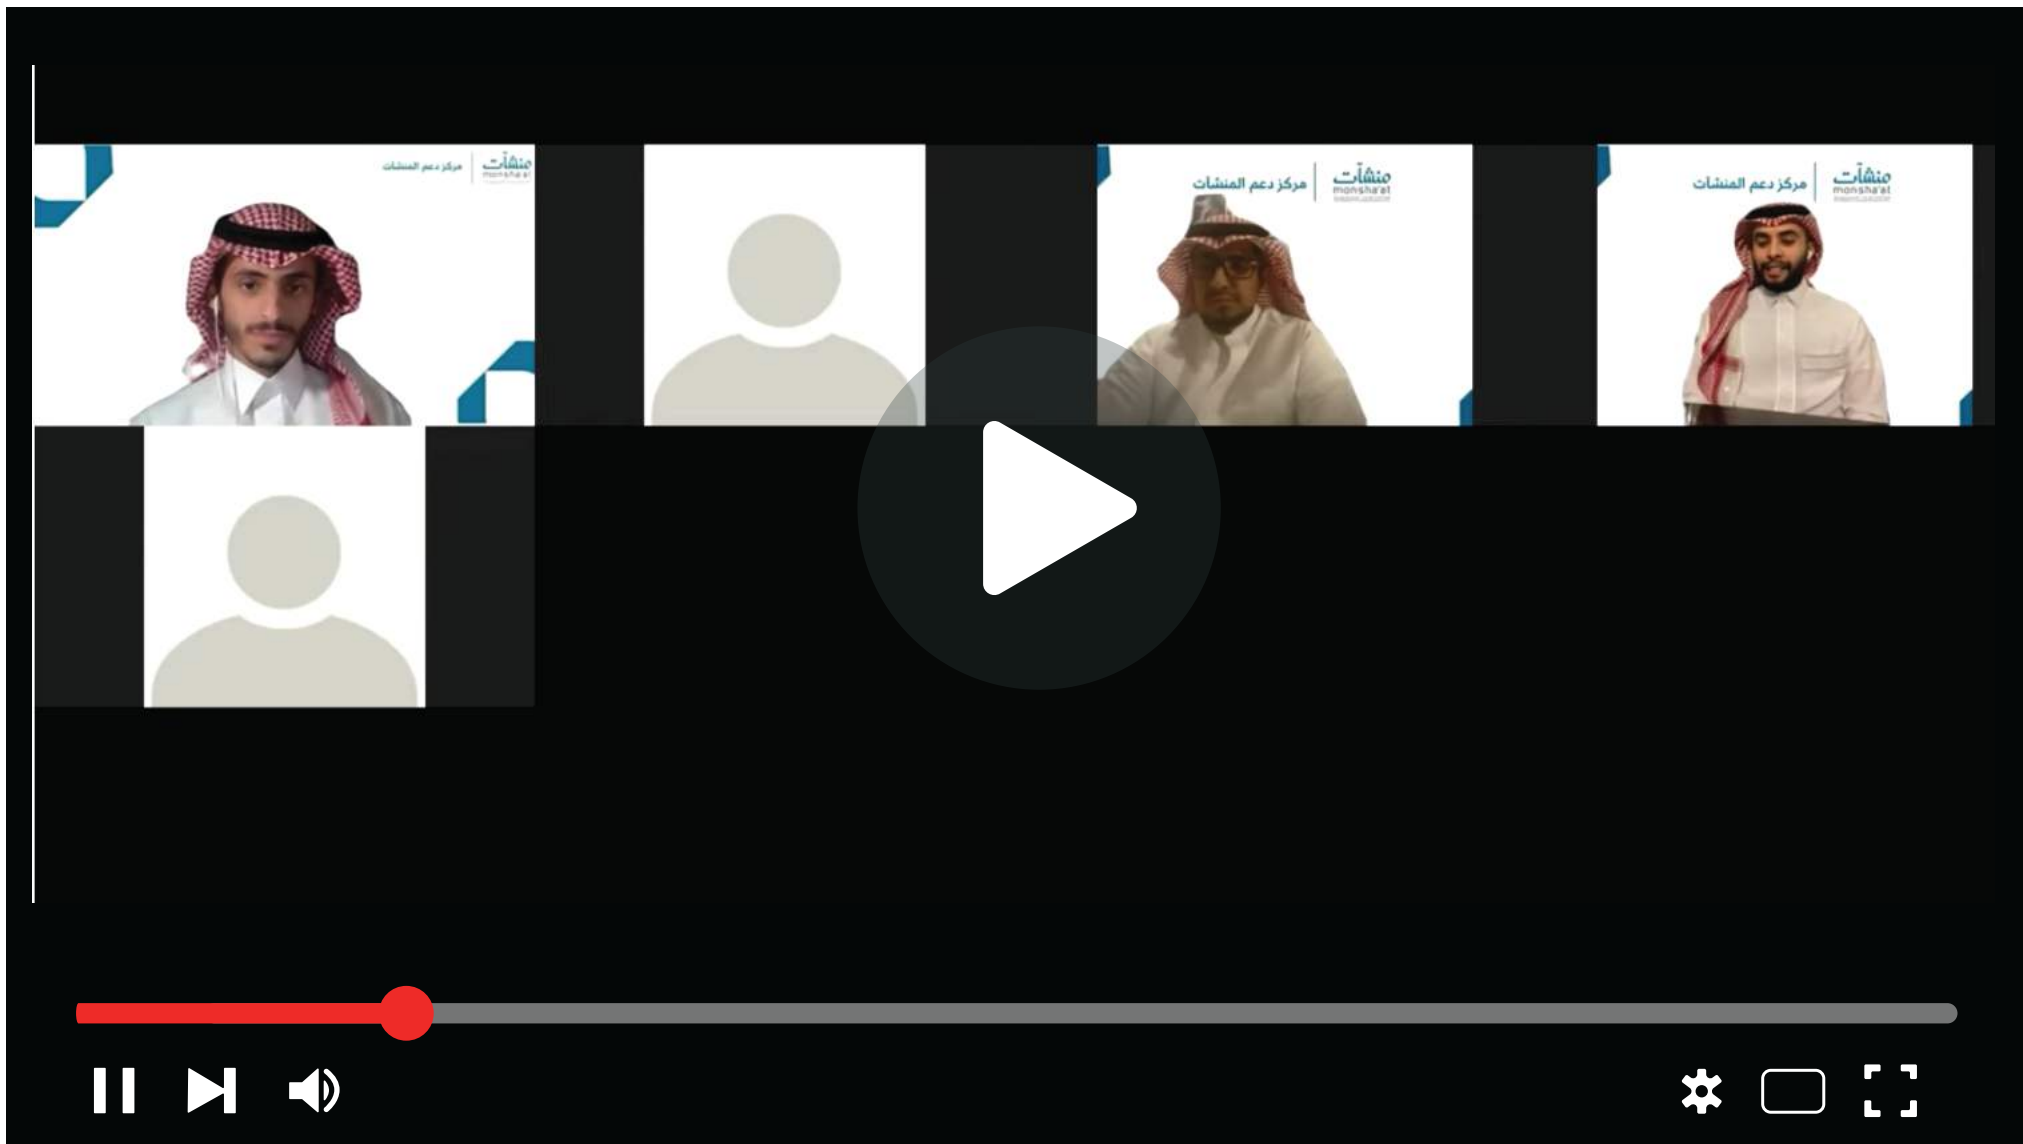 مركز دعم المنشآت
منشآت
monsha'at
مركز دعم المنشآت
منشآت
monsha'at
مركز دعم المنشآت
منشآت
monsha'at